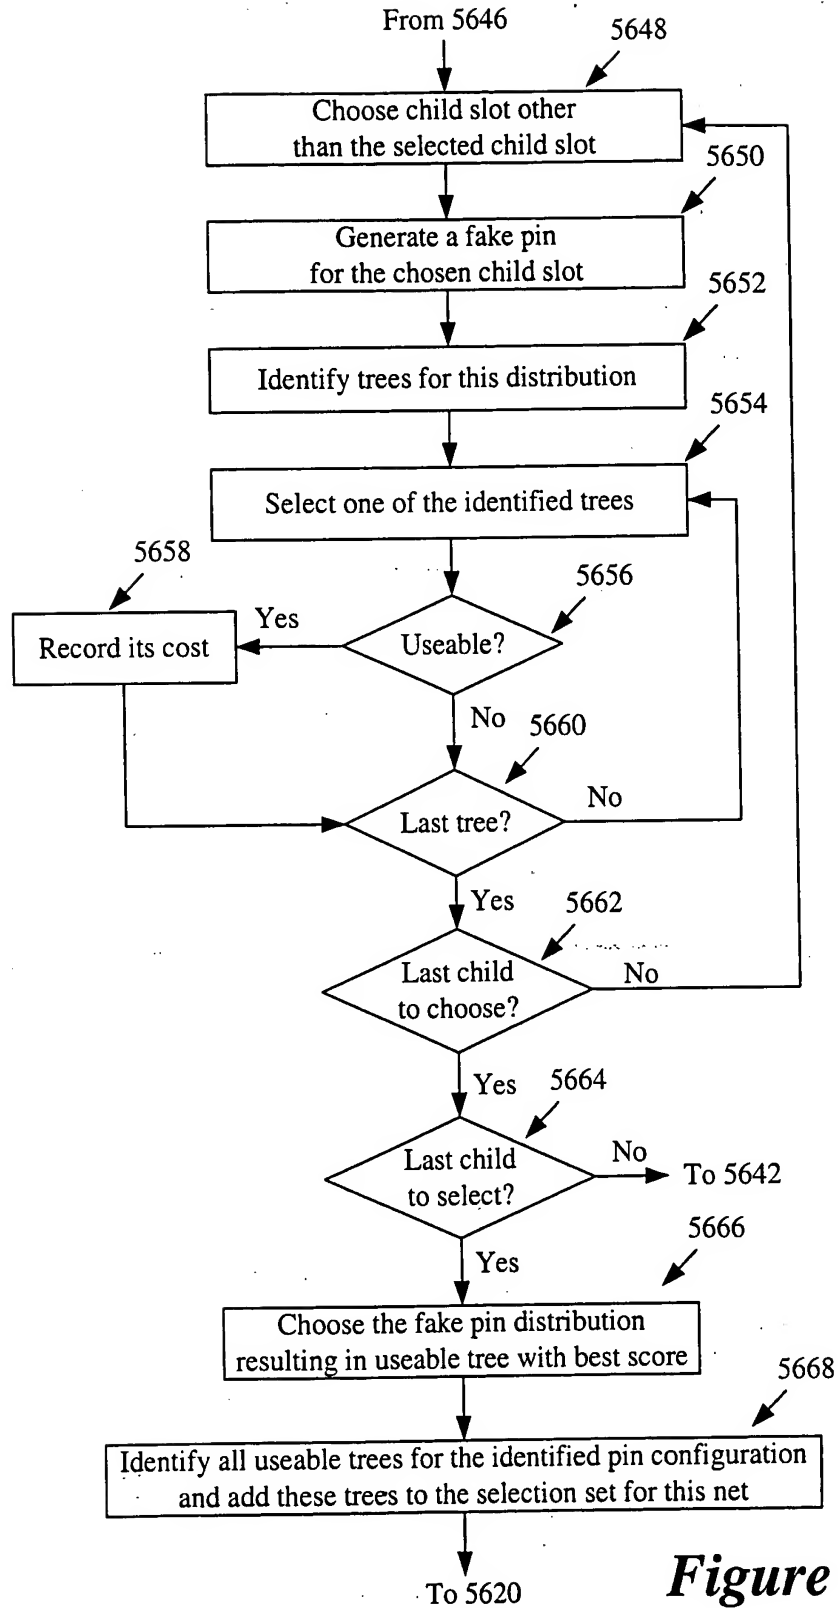 From 5646
5648
Choose child slot other
than the selected child slot
5650
Generate a fake pin
for the chosen child slot
5652
Identify trees for this distribution
5654
Select one of the identified trees
5658
5656
Yes
Record its cost
Useable?
No
5660
No
Last tree?
Yes
5662
Last child
to choose?
No
Yes
5664
Last child
to select?
No
To 5642
5666
Yes
Choose the fake pin distribution
resulting in useable tree with best score
5668
Identify all useable trees for the identified pin configuration
and add these trees to the selection set for this net
To 5620
Figure